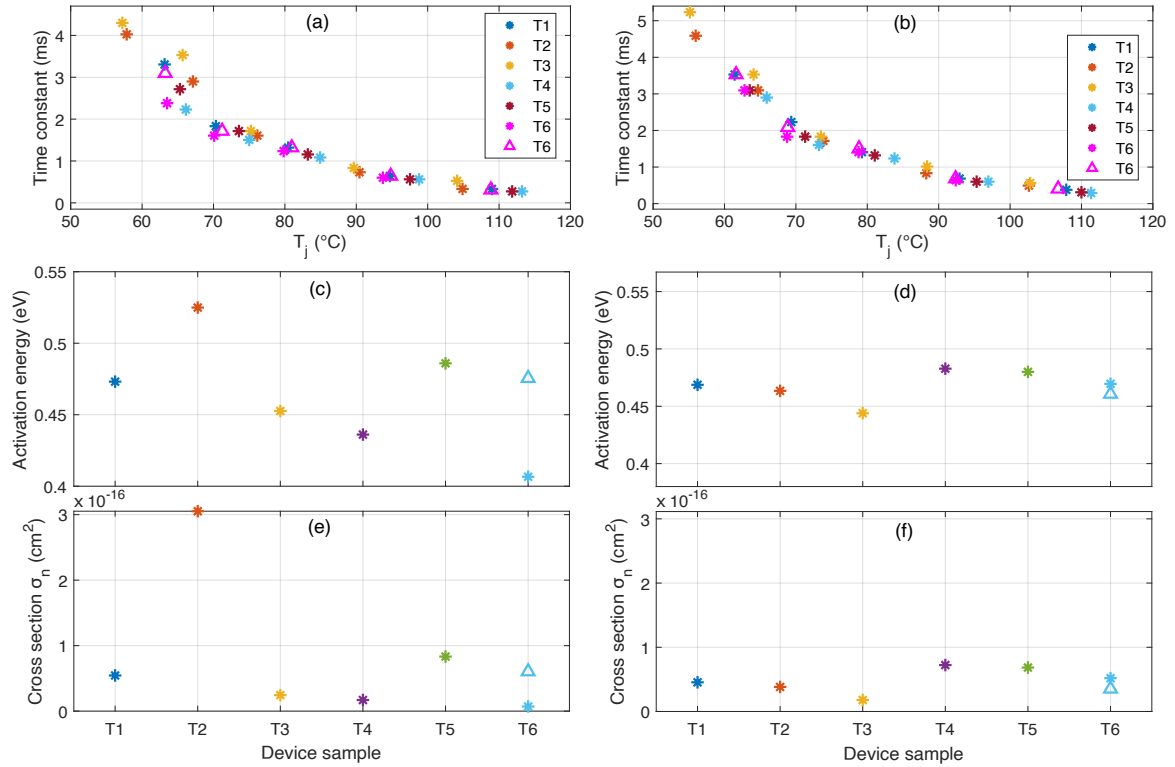 (a)
Time constant (ms)
4
3
2
1
0
50 60 70 80 90 100 110 120
T_j (°C)
T1
T2
T3
T4
T5
T6
T6
(b)
Time constant (ms)
5
4
3
2
1
0
50 60 70 80 90 100 110 120
T_j (°C)
T1
T2
T3
T4
T5
T6
T6
(c)
Activation energy (eV)
0.55
0.5
0.45
0.4
(d)
Activation energy (eV)
0.55
0.5
0.45
0.4
x 10^-16
(e)
Cross section σ_n (cm^2)
3
2
1
0
T1 T2 T3 T4 T5 T6
Device sample
x 10^-16
(f)
Cross section σ_n (cm^2)
3
2
1
0
T1 T2 T3 T4 T5 T6
Device sample